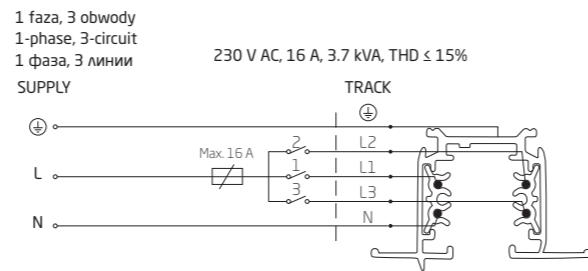 1 faza, 3 obwody
1-phase, 3-circuit
1 фаза, 3 линии
230 V AC, 16 A, 3.7 kVA, THD ≤ 15%
SUPPLY
TRACK
2
L2
Max. 16 A
1
L
L1
3
L3
N
N